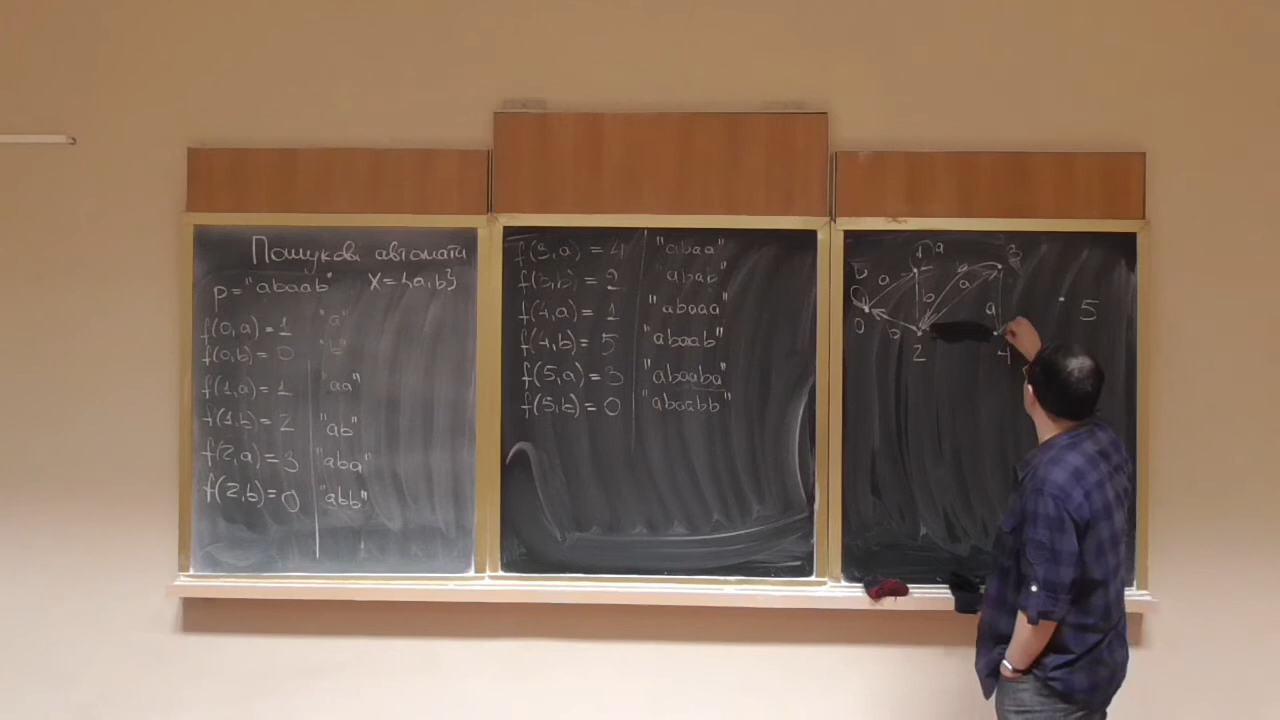 Пошукові автомати
p="abaab" X={a,b}
f(0,a)=1 "a"
f(0,b)=0 "b"
f(1,a)=1 "aa"
f(1,b)=2 "ab"
f(2,a)=3 "aba"
f(2,b)=0 "abb"
f(3,a)=4 "abaa"
f(3,b)=2 "abab"
f(4,a)=1 "abaaa"
f(4,b)=5 "abaab"
f(5,a)=3 "abaaba"
f(5,b)=0 "abaabb"
1 a 3
b a a
a b a 5
0 b 2 4